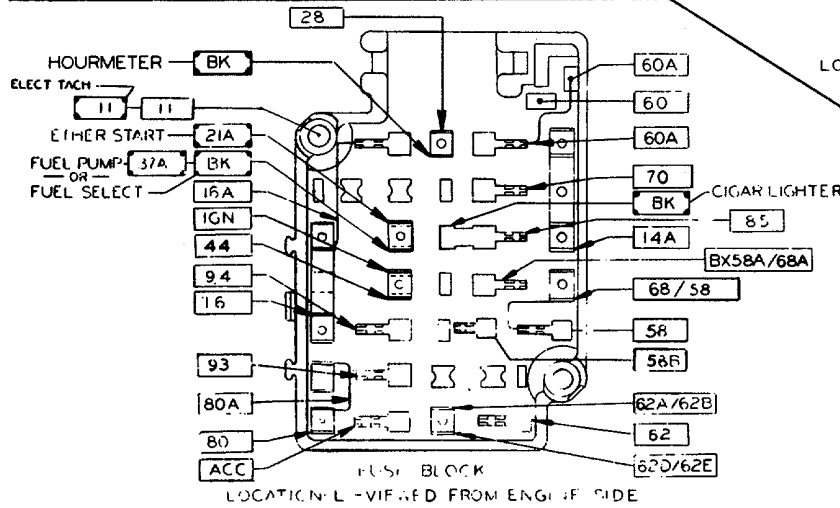 28
HOURMETER BK
60A
ELECT TACH
LO
11 11
60
ETHER START 21A
60A
FUEL PUMP 37A BK
OR
FUEL SELECT
70
BK CIGAR LIGHTER
16A
85
IGN
14A
44
BX58A/68A
94
68/58
16
58
58B
93
80A
62A/62B
80
62
ACC
62D/62E
FUSE BLOCK
LOCATION-L -VIEWED FROM ENGINE SIDE